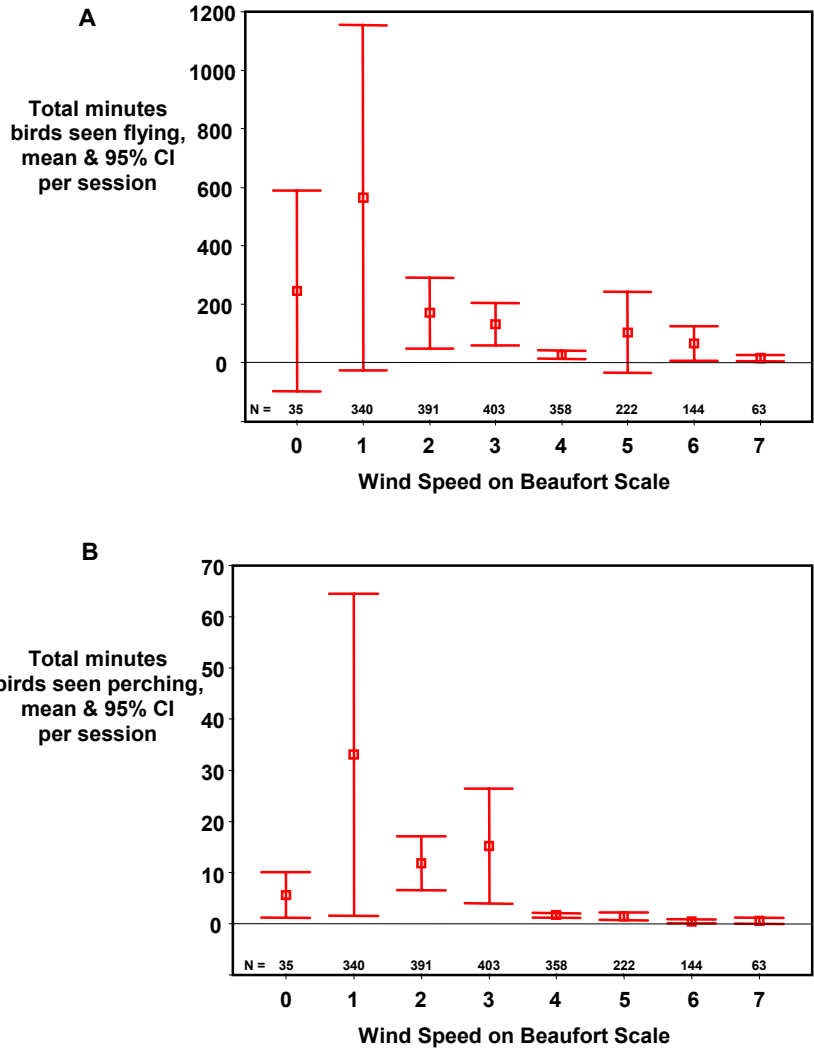 A
Total minutes
birds seen flying,
mean & 95% CI
per session
1200
1000
800
600
400
200
0
N = 35 340 391 403 358 222 144 63
0 1 2 3 4 5 6 7
Wind Speed on Beaufort Scale
B
Total minutes
birds seen perching,
mean & 95% CI
per session
70
60
50
40
30
20
10
0
N = 35 340 391 403 358 222 144 63
0 1 2 3 4 5 6 7
Wind Speed on Beaufort Scale